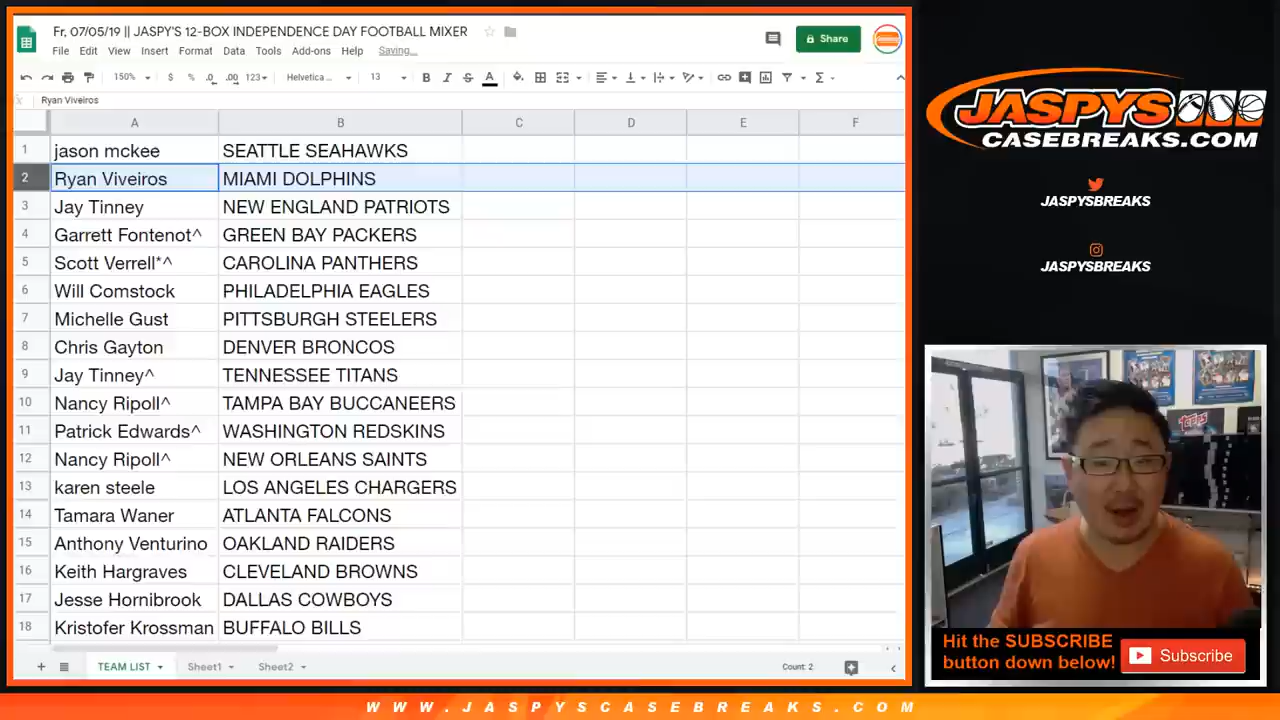 Fr, 07/05/19 || JASPY'S 12-BOX INDEPENDENCE DAY FOOTBALL MIXER
File Edit View Insert Format Data Tools Add-ons Help Saving...
Share
150% $ % .0 .00 123 Helvetica ... 13 B I S A
Ryan Viveiros
A B C D E F
1 jason mckee SEATTLE SEAHAWKS
2 Ryan Viveiros MIAMI DOLPHINS
3 Jay Tinney NEW ENGLAND PATRIOTS
4 Garrett Fontenot^ GREEN BAY PACKERS
5 Scott Verrell*^ CAROLINA PANTHERS
6 Will Comstock PHILADELPHIA EAGLES
7 Michelle Gust PITTSBURGH STEELERS
8 Chris Gayton DENVER BRONCOS
9 Jay Tinney^ TENNESSEE TITANS
10 Nancy Ripoll^ TAMPA BAY BUCCANEERS
11 Patrick Edwards^ WASHINGTON REDSKINS
12 Nancy Ripoll^ NEW ORLEANS SAINTS
13 karen steele LOS ANGELES CHARGERS
14 Tamara Waner ATLANTA FALCONS
15 Anthony Venturino OAKLAND RAIDERS
16 Keith Hargraves CLEVELAND BROWNS
17 Jesse Hornibrook DALLAS COWBOYS
18 Kristofer Krossman BUFFALO BILLS
TEAM LIST Sheet1 Sheet2 Count: 2
JASPYS
CASEBREAKS.COM
JASPYSBREAKS
JASPYSBREAKS
Topps
Hit the SUBSCRIBE
button down below!
Subscribe
WWW.JASPYSCASEBREAKS.COM